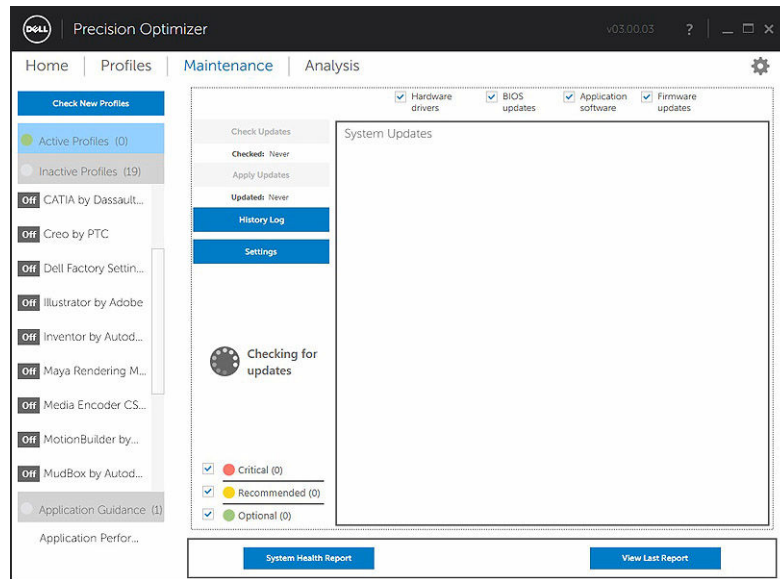 DELL Precision Optimizer v03.00.03 ?
Home Profiles Maintenance Analysis
Check New Profiles
Active Profiles (0)
Inactive Profiles (19)
Off CATIA by Dassault...
Off Creo by PTC
Off Dell Factory Settin...
Off Illustrator by Adobe
Off Inventor by Autod...
Off Maya Rendering M...
Off Media Encoder CS...
Off MotionBuilder by...
Off MudBox by Autod...
Application Guidance (1)
Application Perfor...
Hardware drivers
BIOS updates
Application software
Firmware updates
Check Updates
Checked: Never
Apply Updates
Updated: Never
History Log
Settings
Checking for
updates
Critical (0)
Recommended (0)
Optional (0)
System Updates
System Health Report
View Last Report